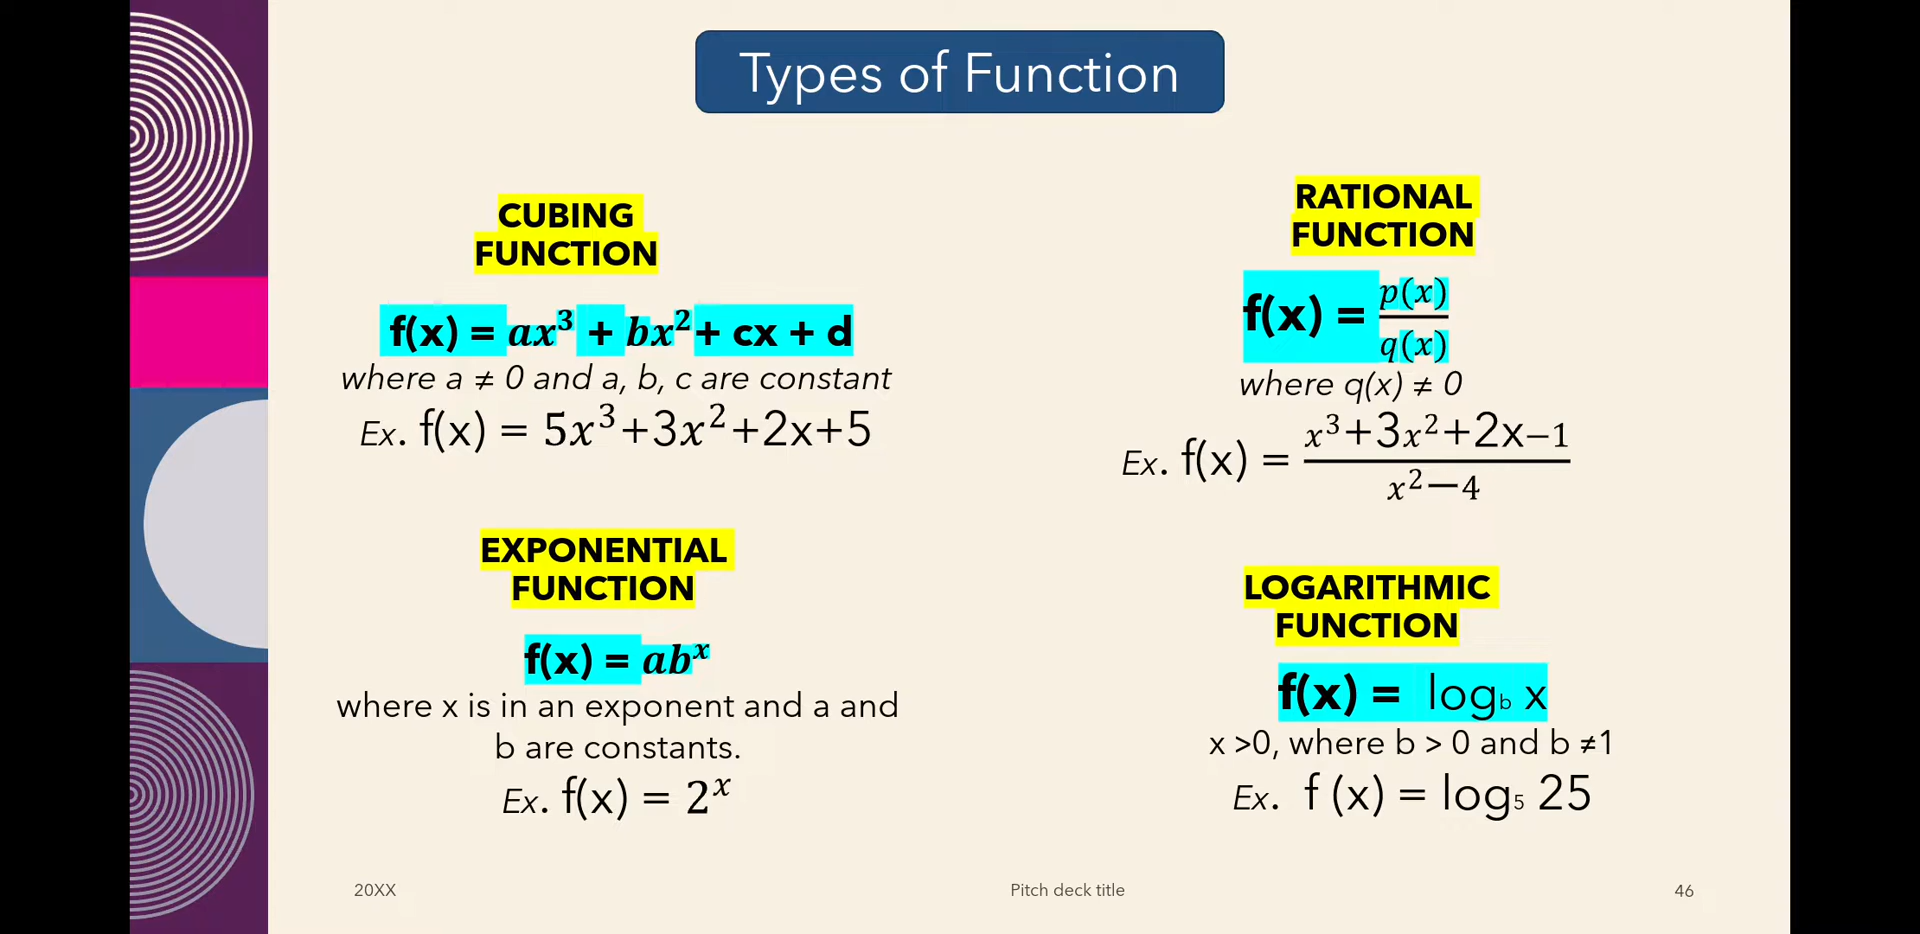 Types of Function
CUBING
FUNCTION
f(x) = ax³ + bx² + cx + d
where a ≠ 0 and a, b, c are constant
Ex. f(x) = 5x³+3x²+2x+5
RATIONAL
FUNCTION
f(x) = p(x)/q(x)
where q(x) ≠ 0
Ex. f(x) = (x³+3x²+2x−1)/(x²−4)
EXPONENTIAL
FUNCTION
f(x) = abˣ
where x is in an exponent and a and
b are constants.
Ex. f(x) = 2ˣ
LOGARITHMIC
FUNCTION
f(x) = log_b x
x >0, where b > 0 and b ≠1
Ex. f (x) = log₅ 25
20XX
Pitch deck title
46